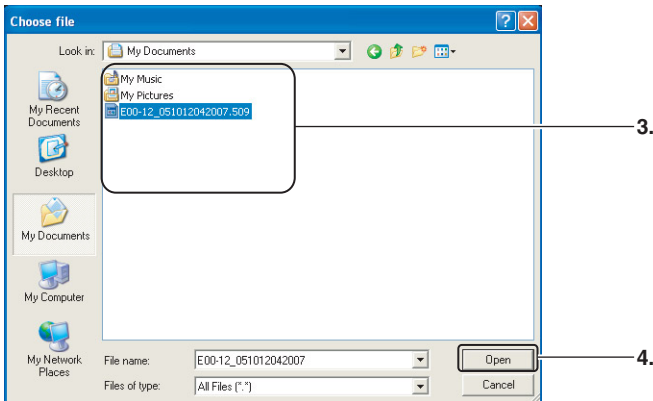 Choose file
Look in:
My Documents
My Recent
Documents
Desktop
My Documents
My Computer
My Network
Places
My Music
My Pictures
E00-12_051012042007.509
3.
File name:
E00-12_051012042007
Open
4.
Files of type:
All Files (*.*)
Cancel